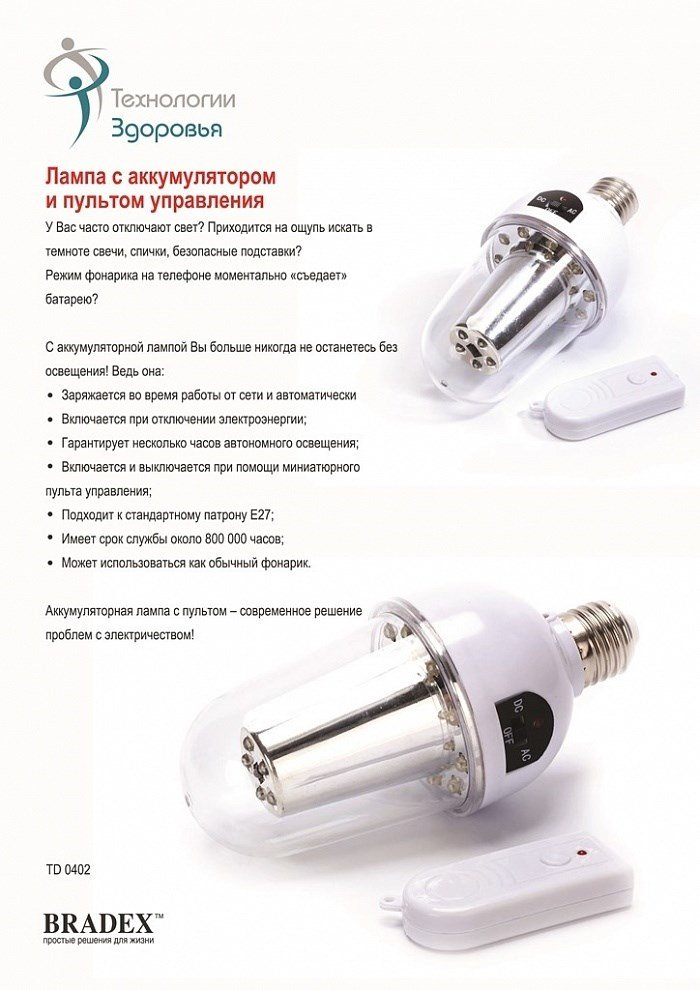 Технологии
Здоровья
Лампа с аккумулятором
и пультом управления
У Вас часто отключают свет? Приходится на ощупь искать в
темноте свечи, спички, безопасные подставки?
Режим фонарика на телефоне моментально «съедает»
батарею?
С аккумуляторной лампой Вы больше никогда не останетесь без
освещения! Ведь она:
• Заряжается во время работы от сети и автоматически
• Включается при отключении электроэнергии;
• Гарантирует несколько часов автономного освещения;
• Включается и выключается при помощи миниатюрного
пульта управления;
• Подходит к стандартному патрону E27;
• Имеет срок службы около 800 000 часов;
• Может использоваться как обычный фонарик.
Аккумуляторная лампа с пультом – современное решение
проблем с электричеством!
DC
OFF
AC
DC
OFF
AC
TD 0402
BRADEX™
простые решения для жизни